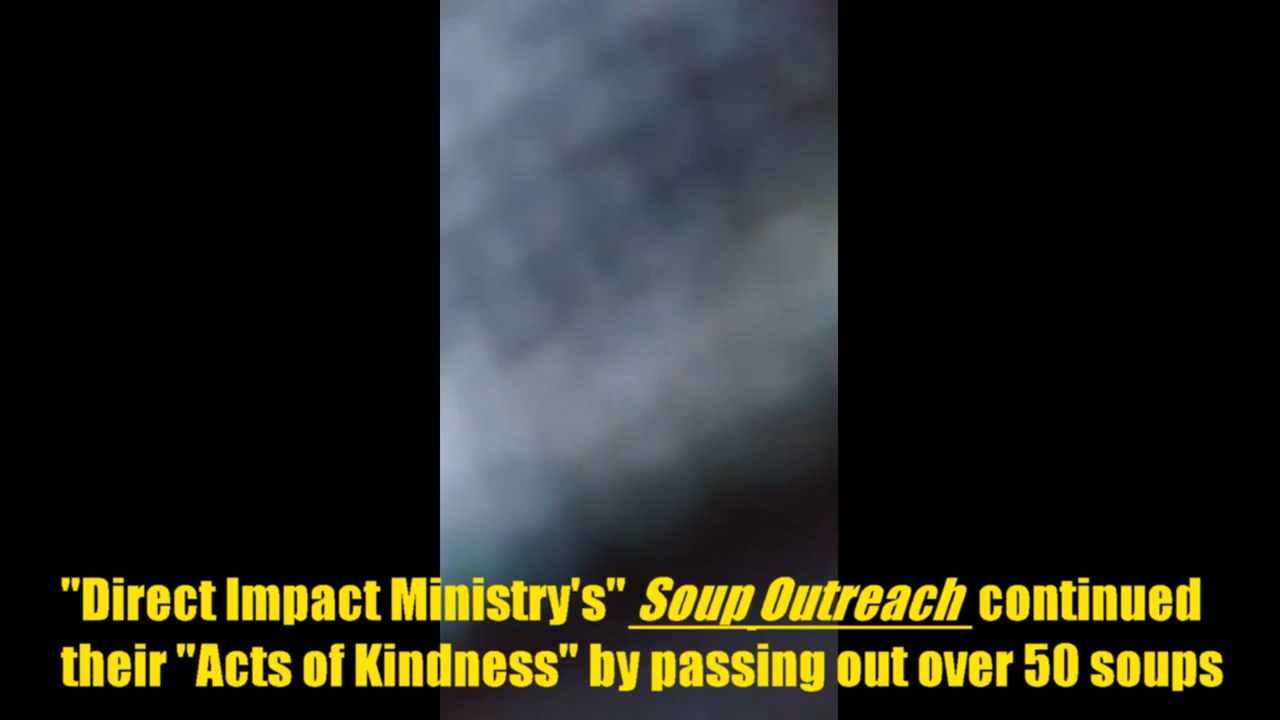 "Direct Impact Ministry's" Soup Outreach continued
their "Acts of Kindness" by passing out over 50 soups